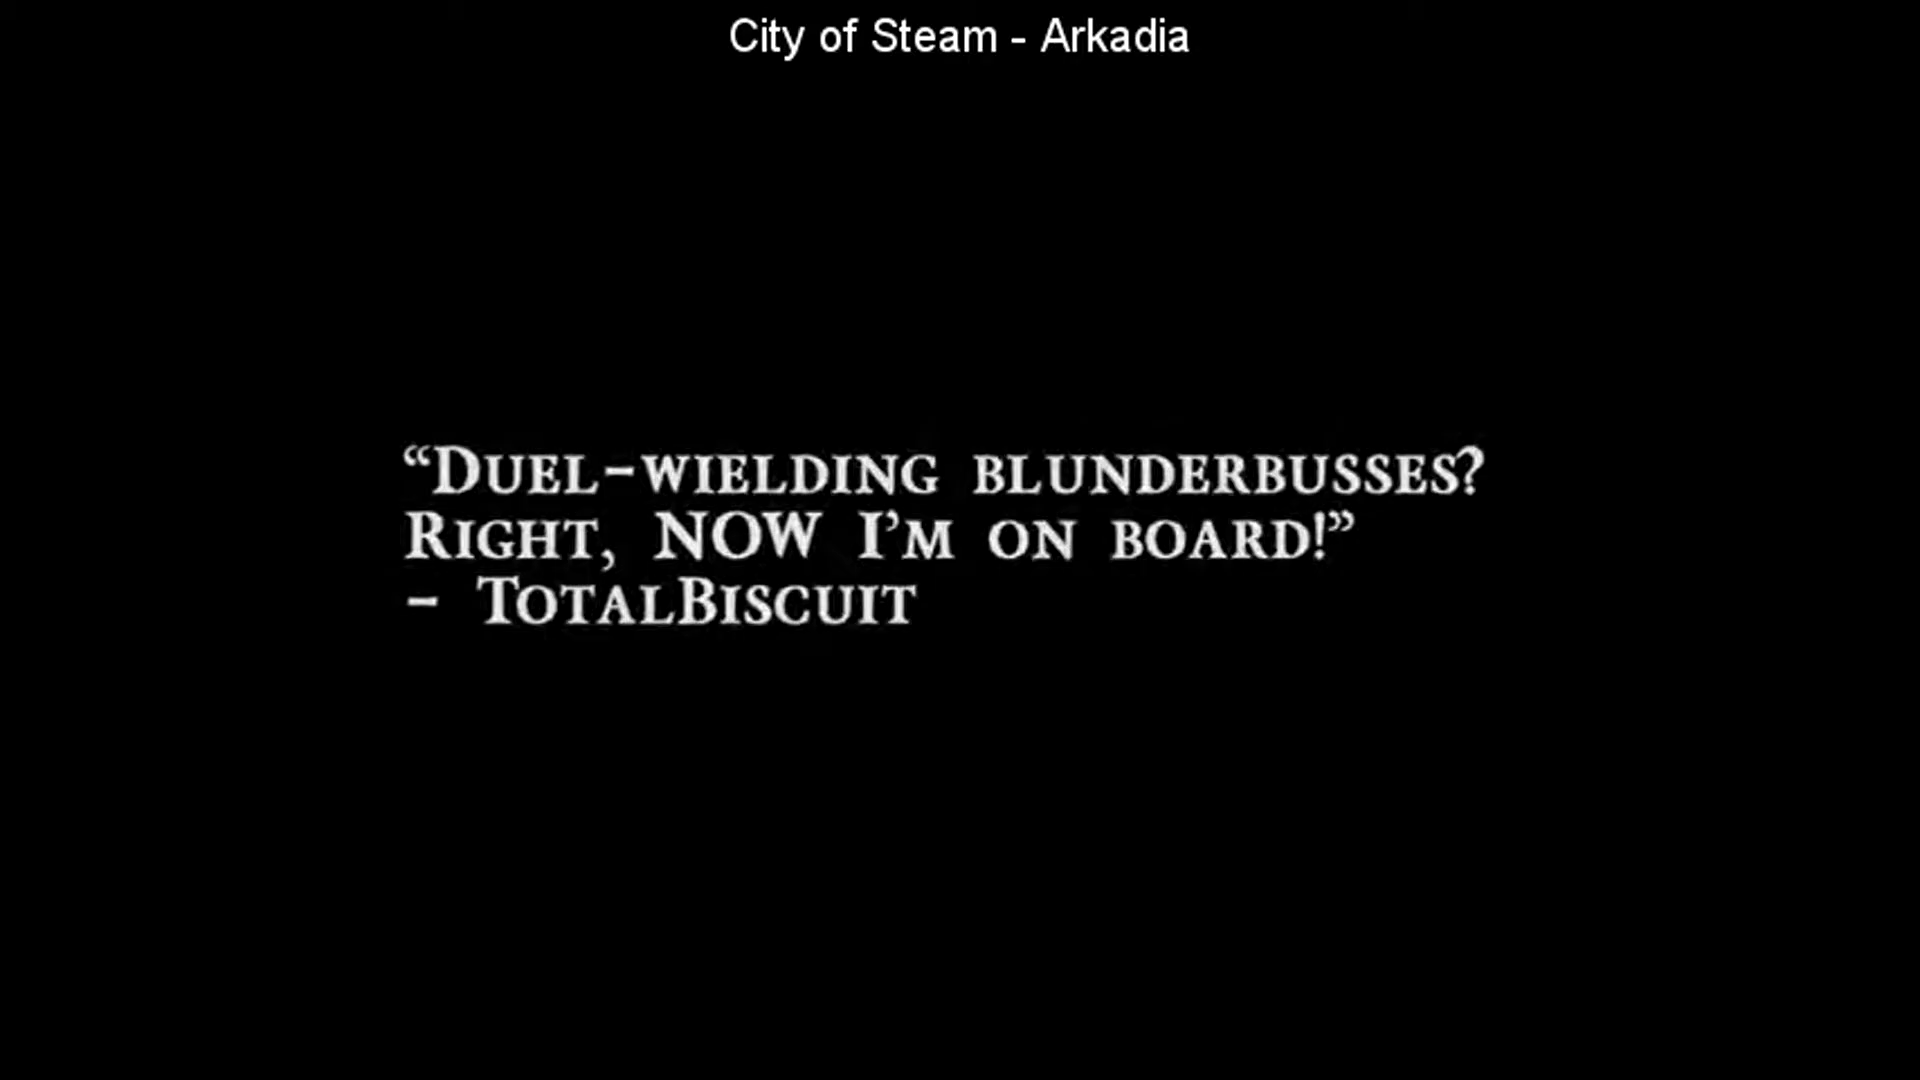 City of Steam - Arkadia
“Duel-wielding blunderbusses?
Right, NOW I’m on board!”
- TotalBiscuit